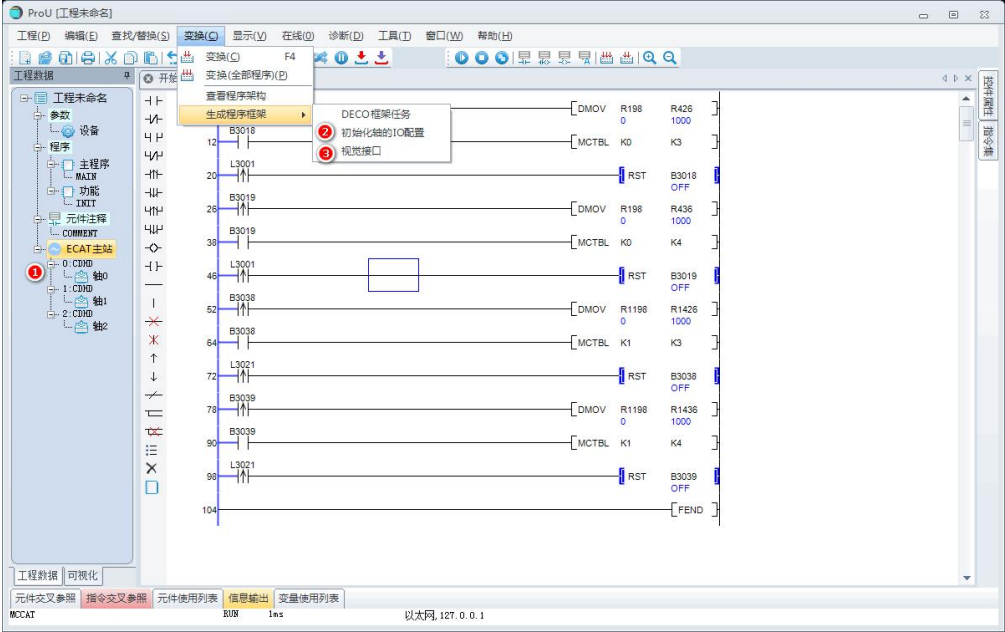 ProU [工程未命名]
工程(P) 编辑(E) 查找/替换(S) 变换(C) 显示(V) 在线(O) 诊断(D) 工具(T) 窗口(W) 帮助(H)
工程数据
开始
变换(C) F4
变换(全部程序)(P)
查看程序架构
生成程序框架
DECO框架任务
2 初始化轴的IO配置
3 视觉接口
工程未命名
参数
设备
程序
主程序
MAIN
功能
INIT
元件注释
COMMENT
ECAT主站
0:CDHD
1
轴0
1:CDHD
轴1
2:CDHD
轴2
DMOV R198 R426
0 1000
B3018
12 MCTBL K0 K3
L3001
20 RST B3018
OFF
B3019
26 DMOV R198 R436
0 1000
B3019
38 MCTBL K0 K4
L3001
46 RST B3019
OFF
B3038
52 DMOV R1198 R1426
0 1000
B3038
64 MCTBL K1 K3
L3021
72 RST B3038
OFF
B3039
78 DMOV R1198 R1436
0 1000
B3039
90 MCTBL K1 K4
L3021
98 RST B3039
OFF
104 FEND
控件属性
指令集
工程数据 可视化
元件交叉参照 指令交叉参照 元件使用列表 信息输出 变量使用列表
MCCAT RUN 1ms 以太网,127.0.0.1